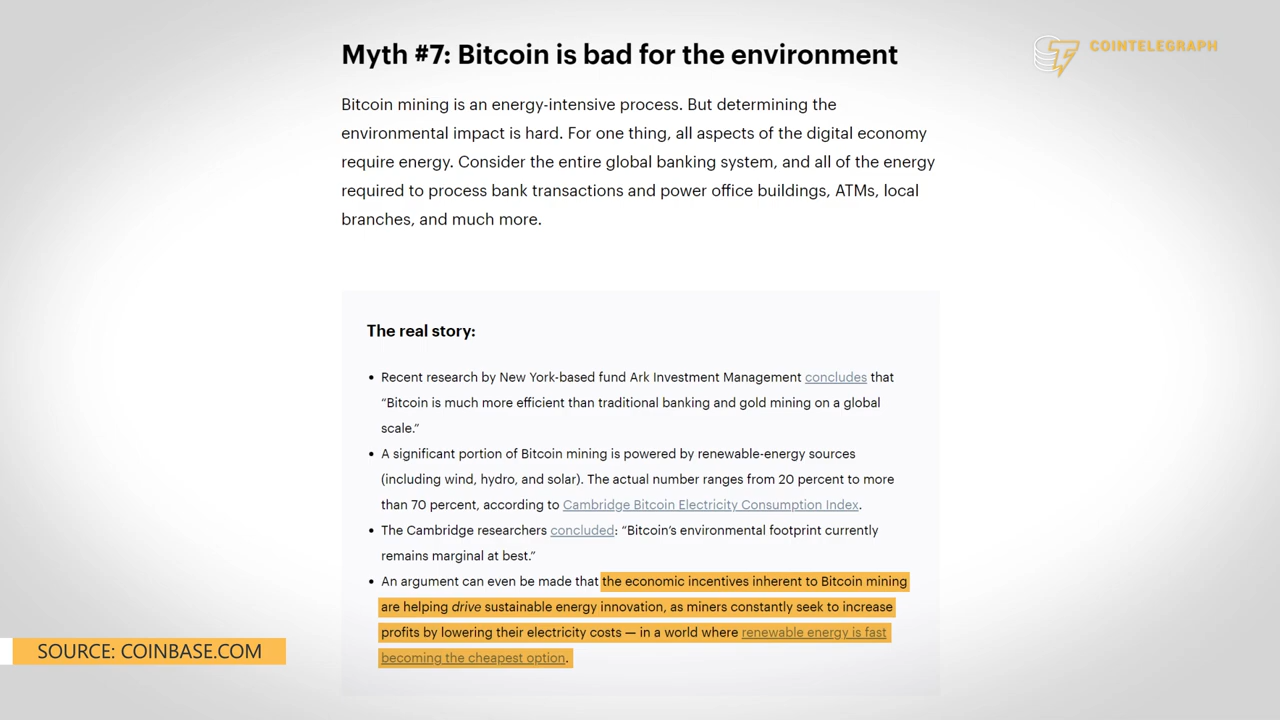 Myth #7: Bitcoin is bad for the environment
COINTELEGRAPH
Bitcoin mining is an energy-intensive process. But determining the
environmental impact is hard. For one thing, all aspects of the digital economy
require energy. Consider the entire global banking system, and all of the energy
required to process bank transactions and power office buildings, ATMs, local
branches, and much more.
The real story:
• Recent research by New York-based fund Ark Investment Management concludes that
“Bitcoin is much more efficient than traditional banking and gold mining on a global
scale.”
• A significant portion of Bitcoin mining is powered by renewable-energy sources
(including wind, hydro, and solar). The actual number ranges from 20 percent to more
than 70 percent, according to Cambridge Bitcoin Electricity Consumption Index.
• The Cambridge researchers concluded: “Bitcoin’s environmental footprint currently
remains marginal at best.”
• An argument can even be made that the economic incentives inherent to Bitcoin mining
are helping drive sustainable energy innovation, as miners constantly seek to increase
profits by lowering their electricity costs — in a world where renewable energy is fast
becoming the cheapest option.
SOURCE: COINBASE.COM